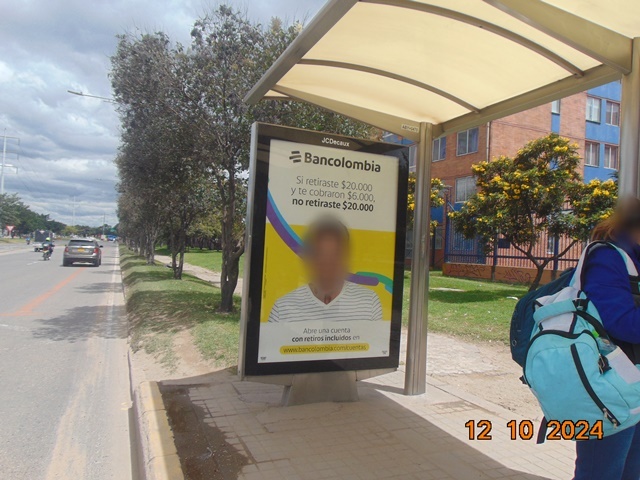 JCDecaux
Bancolombia
Si retiraste $20.000
y te cobraron $6.000,
no retiraste $20.000
Abre una cuenta
con retiros incluidos en
www.bancolombia.com/cuentas
12 10 2024